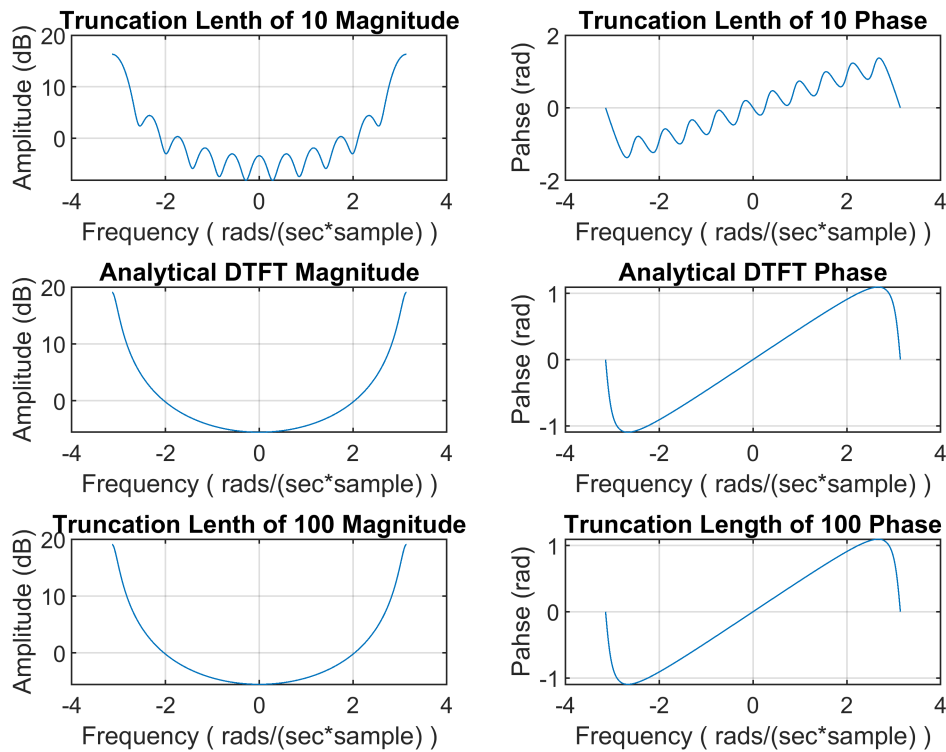 Truncation Lenth of 10 Magnitude
20
10
0
Amplitude (dB)
-4 -2 0 2 4
Frequency ( rads/(sec*sample) )
Truncation Lenth of 10 Phase
2
0
-2
Pahse (rad)
-4 -2 0 2 4
Frequency ( rads/(sec*sample) )
Analytical DTFT Magnitude
20
10
0
Amplitude (dB)
-4 -2 0 2 4
Frequency ( rads/(sec*sample) )
Analytical DTFT Phase
1
0
-1
Pahse (rad)
-4 -2 0 2 4
Frequency ( rads/(sec*sample) )
Truncation Lenth of 100 Magnitude
20
10
0
Amplitude (dB)
-4 -2 0 2 4
Frequency ( rads/(sec*sample) )
Truncation Length of 100 Phase
1
0
-1
Pahse (rad)
-4 -2 0 2 4
Frequency ( rads/(sec*sample) )